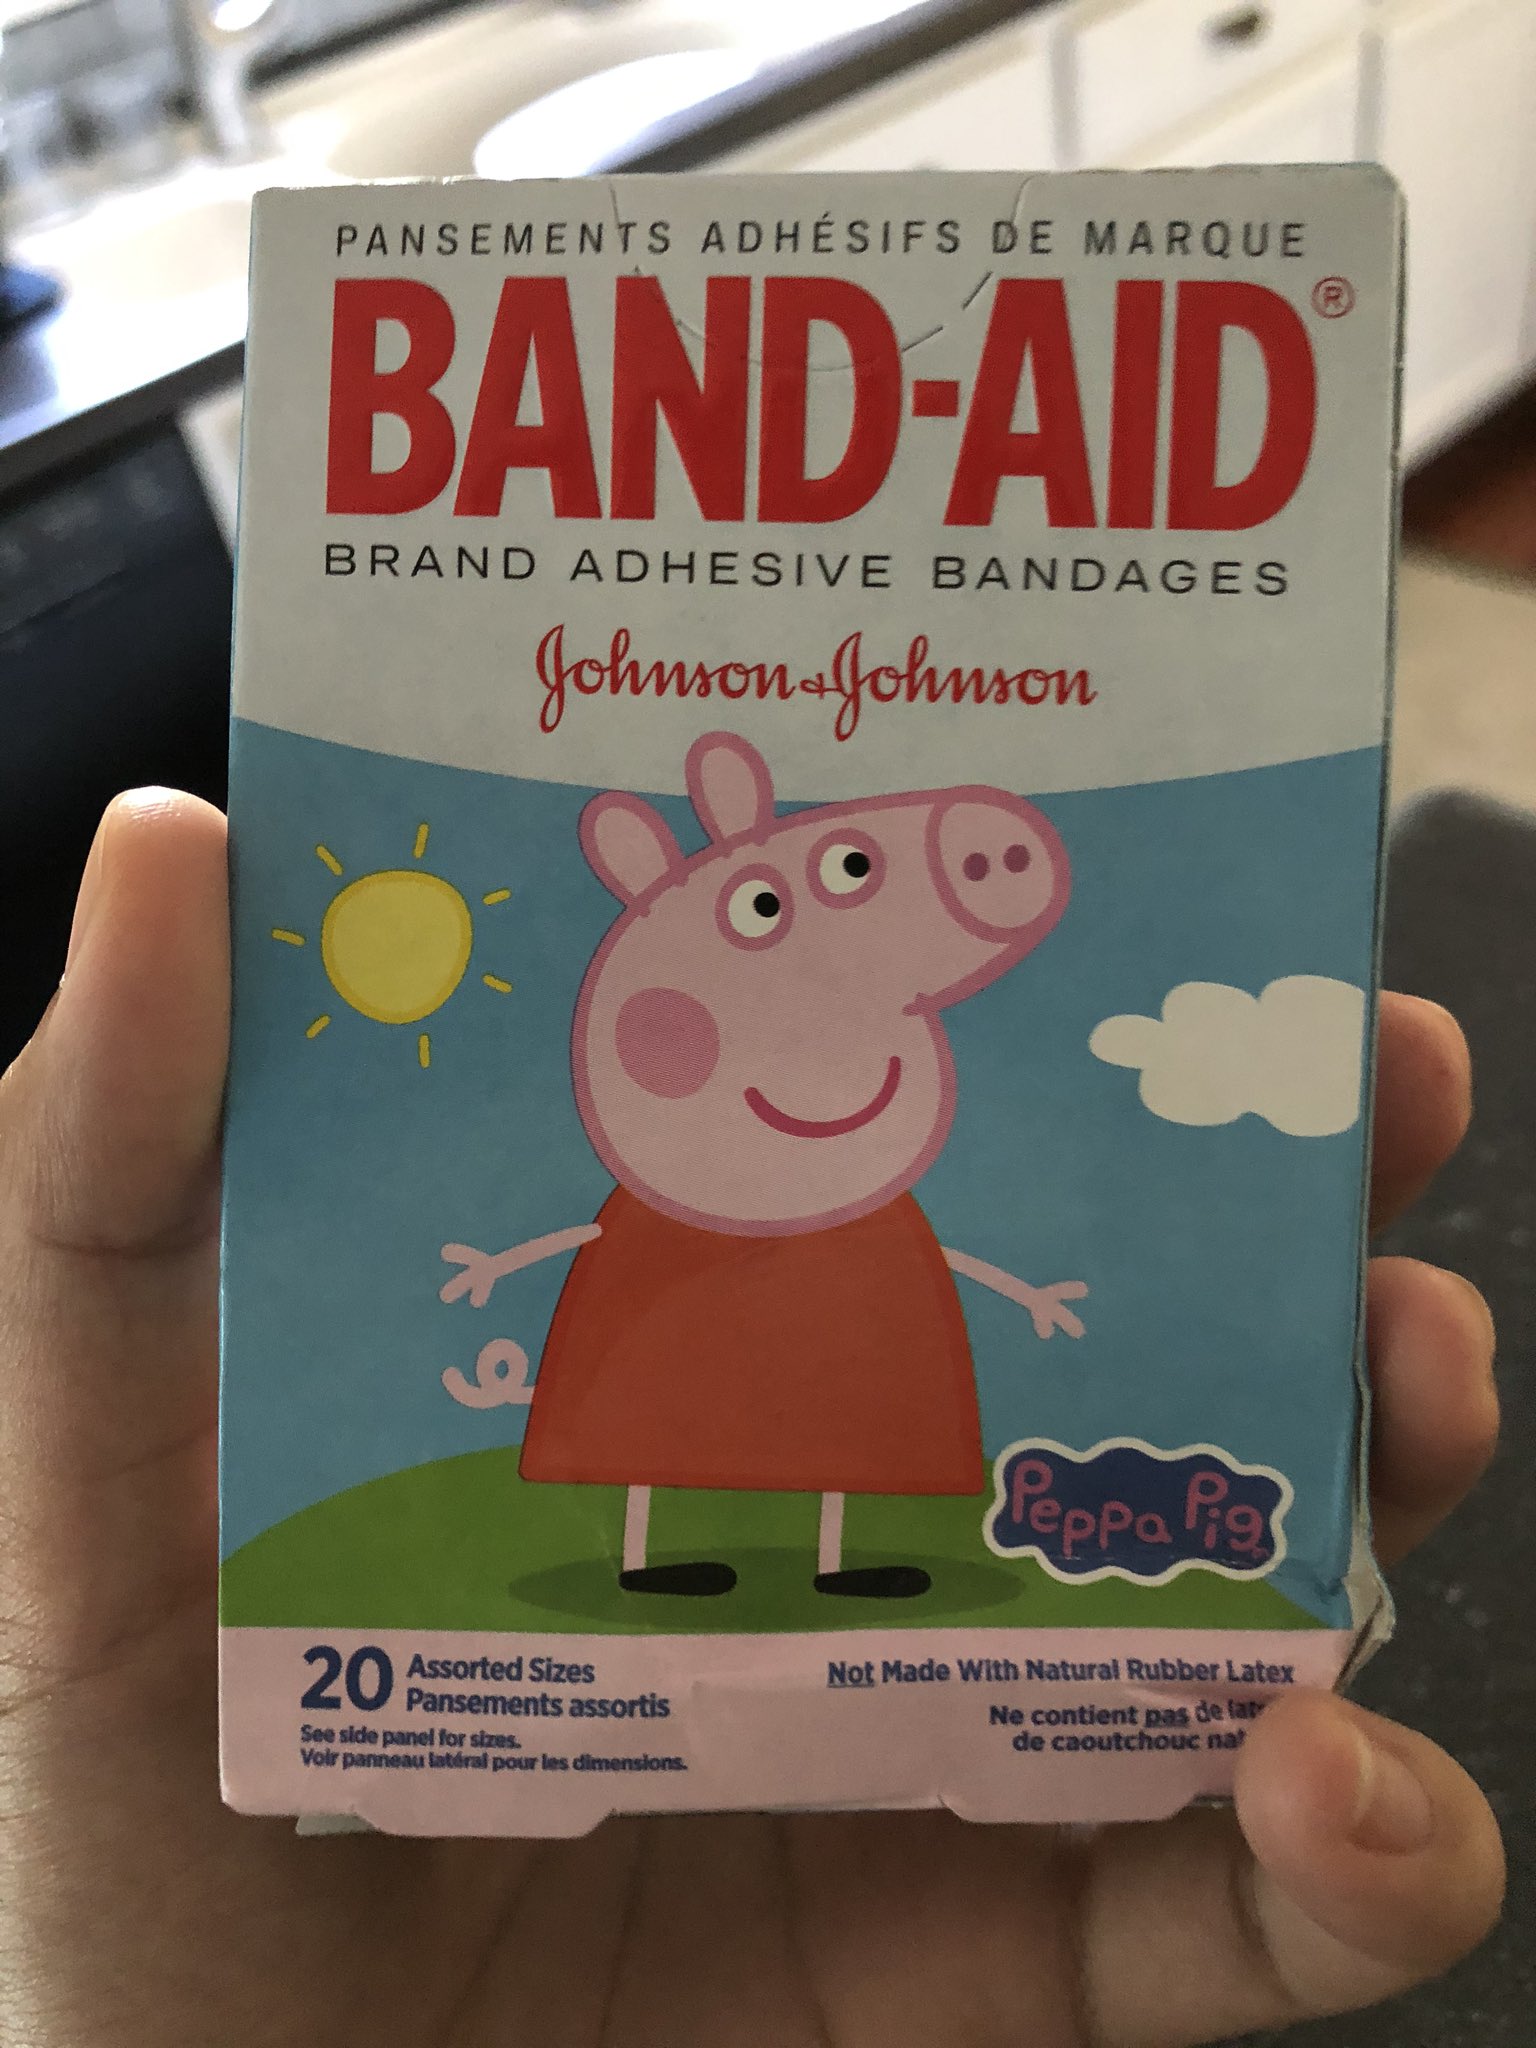 PANSEMENTS ADHÉSIFS DE MARQUE
BAND-AID®
BRAND ADHESIVE BANDAGES
Johnson & Johnson
Peppa Pig
20 Assorted Sizes
Pansements assortis
See side panel for sizes.
Voir panneau latéral pour les dimensions.
Not Made With Natural Rubber Latex
Ne contient pas de
de caoutchouc